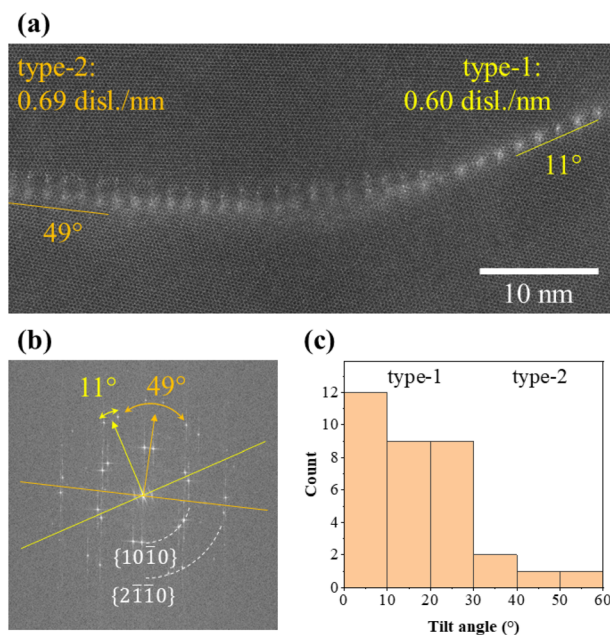 (a)
type-2:
0.69 disl./nm
type-1:
0.60 disl./nm
11°
49°
10 nm
(b)
11°
49°
{101̅0}
{21̅1̅0}
(c)
type-1
type-2
12
10
8
6
4
2
0
Count
0 10 20 30 40 50 60
Tilt angle (°)